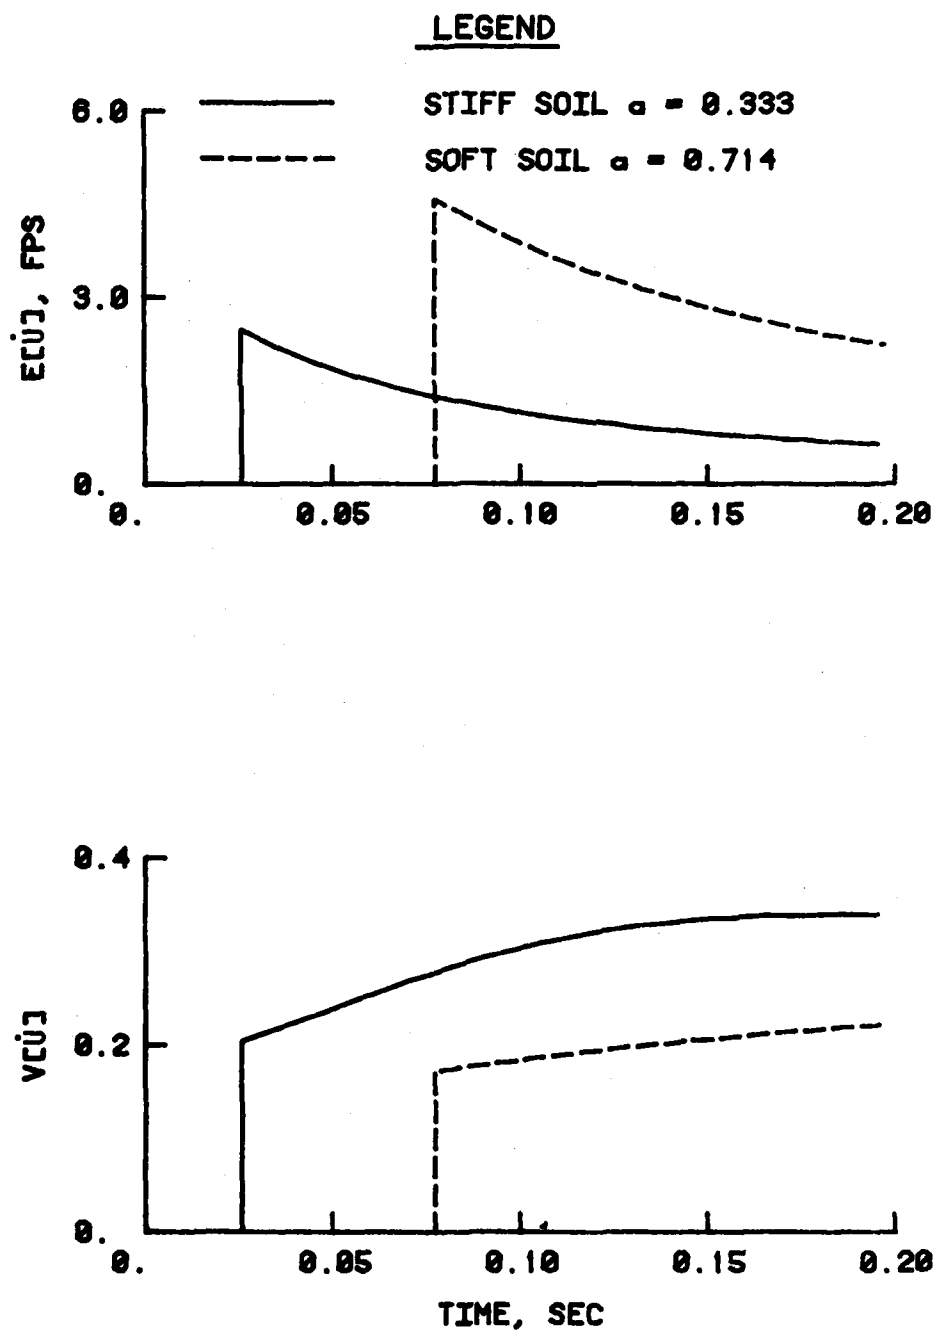 LEGEND
STIFF SOIL α = 0.333
SOFT SOIL α = 0.714
6.0
3.0
0.
E[U̇], FPS
0. 0.05 0.10 0.15 0.20
0.4
0.2
0.
V[U̇]
0. 0.05 0.10 0.15 0.20
TIME, SEC